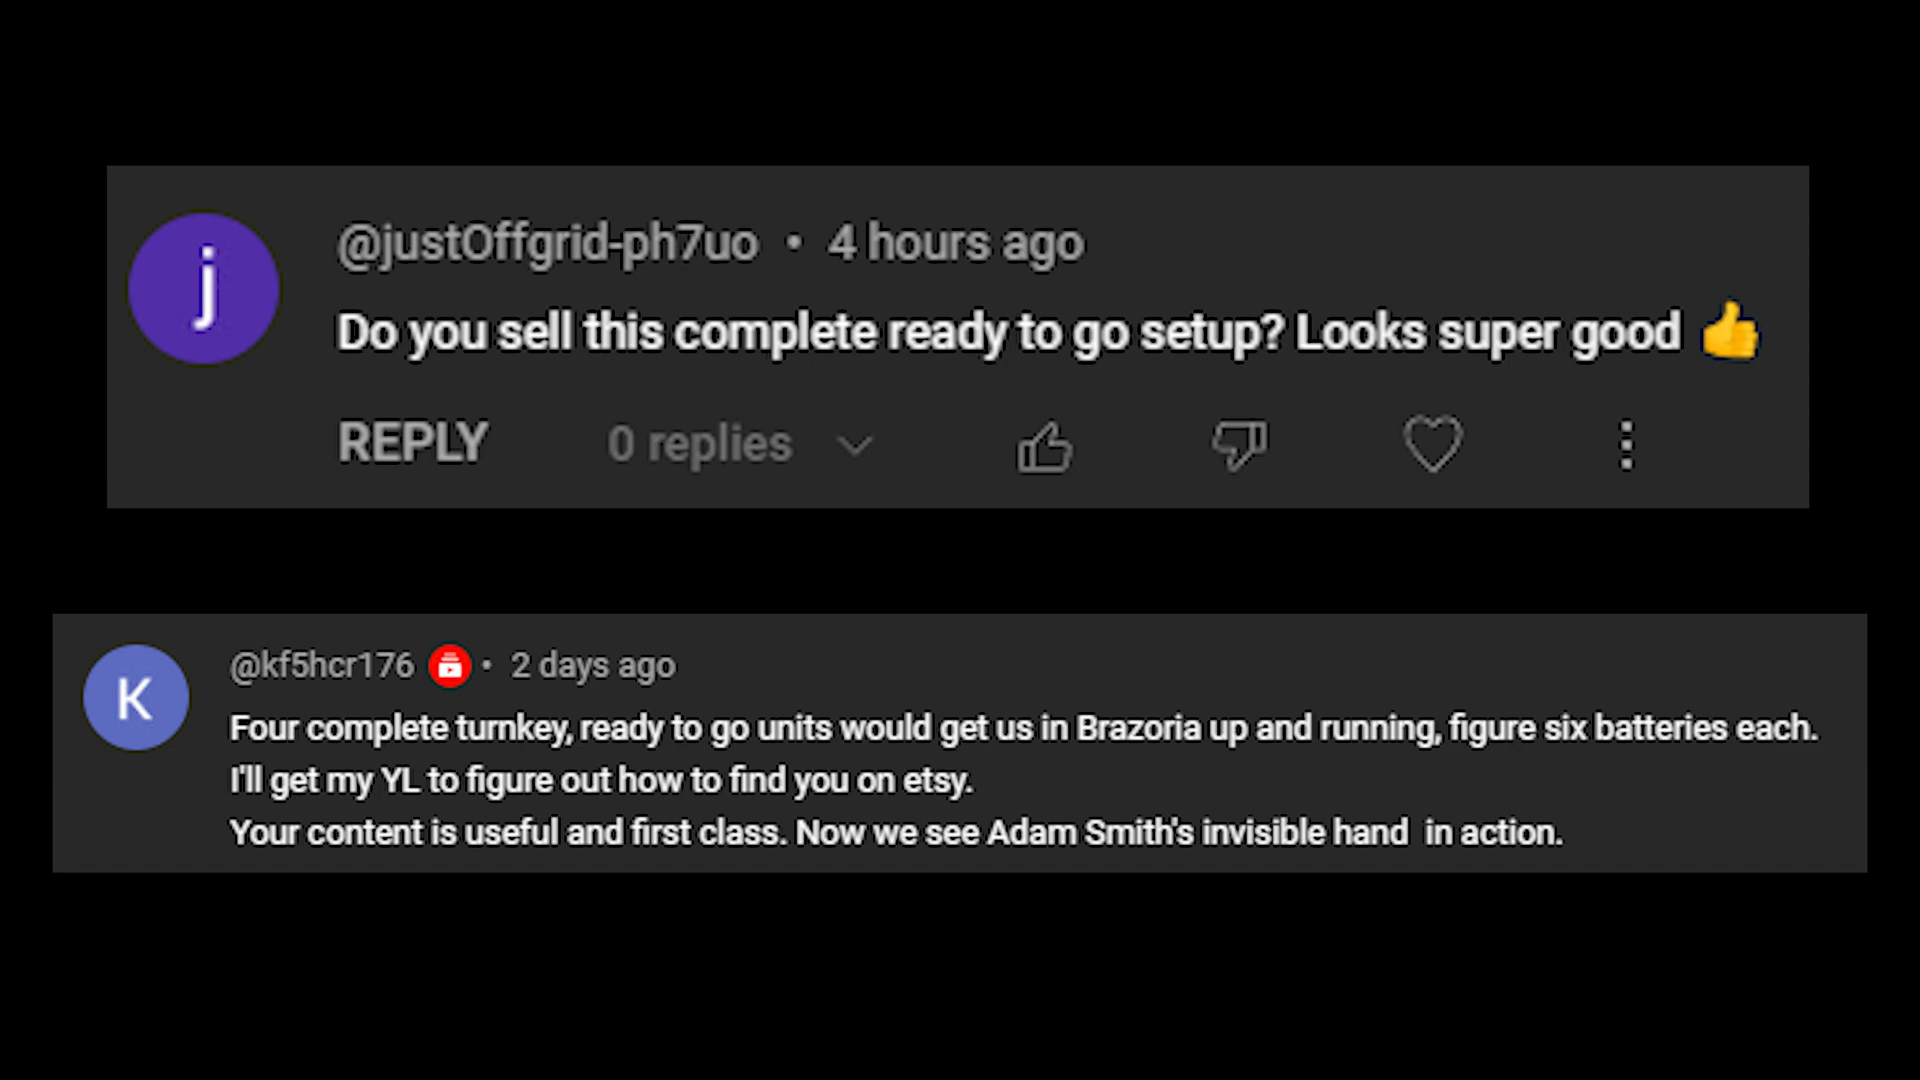 j
@justOffgrid-ph7uo • 4 hours ago
Do you sell this complete ready to go setup? Looks super good 👍
REPLY 0 replies
K
@kf5hcr176 • 2 days ago
Four complete turnkey, ready to go units would get us in Brazoria up and running, figure six batteries each.
I'll get my YL to figure out how to find you on etsy.
Your content is useful and first class. Now we see Adam Smith's invisible hand  in action.